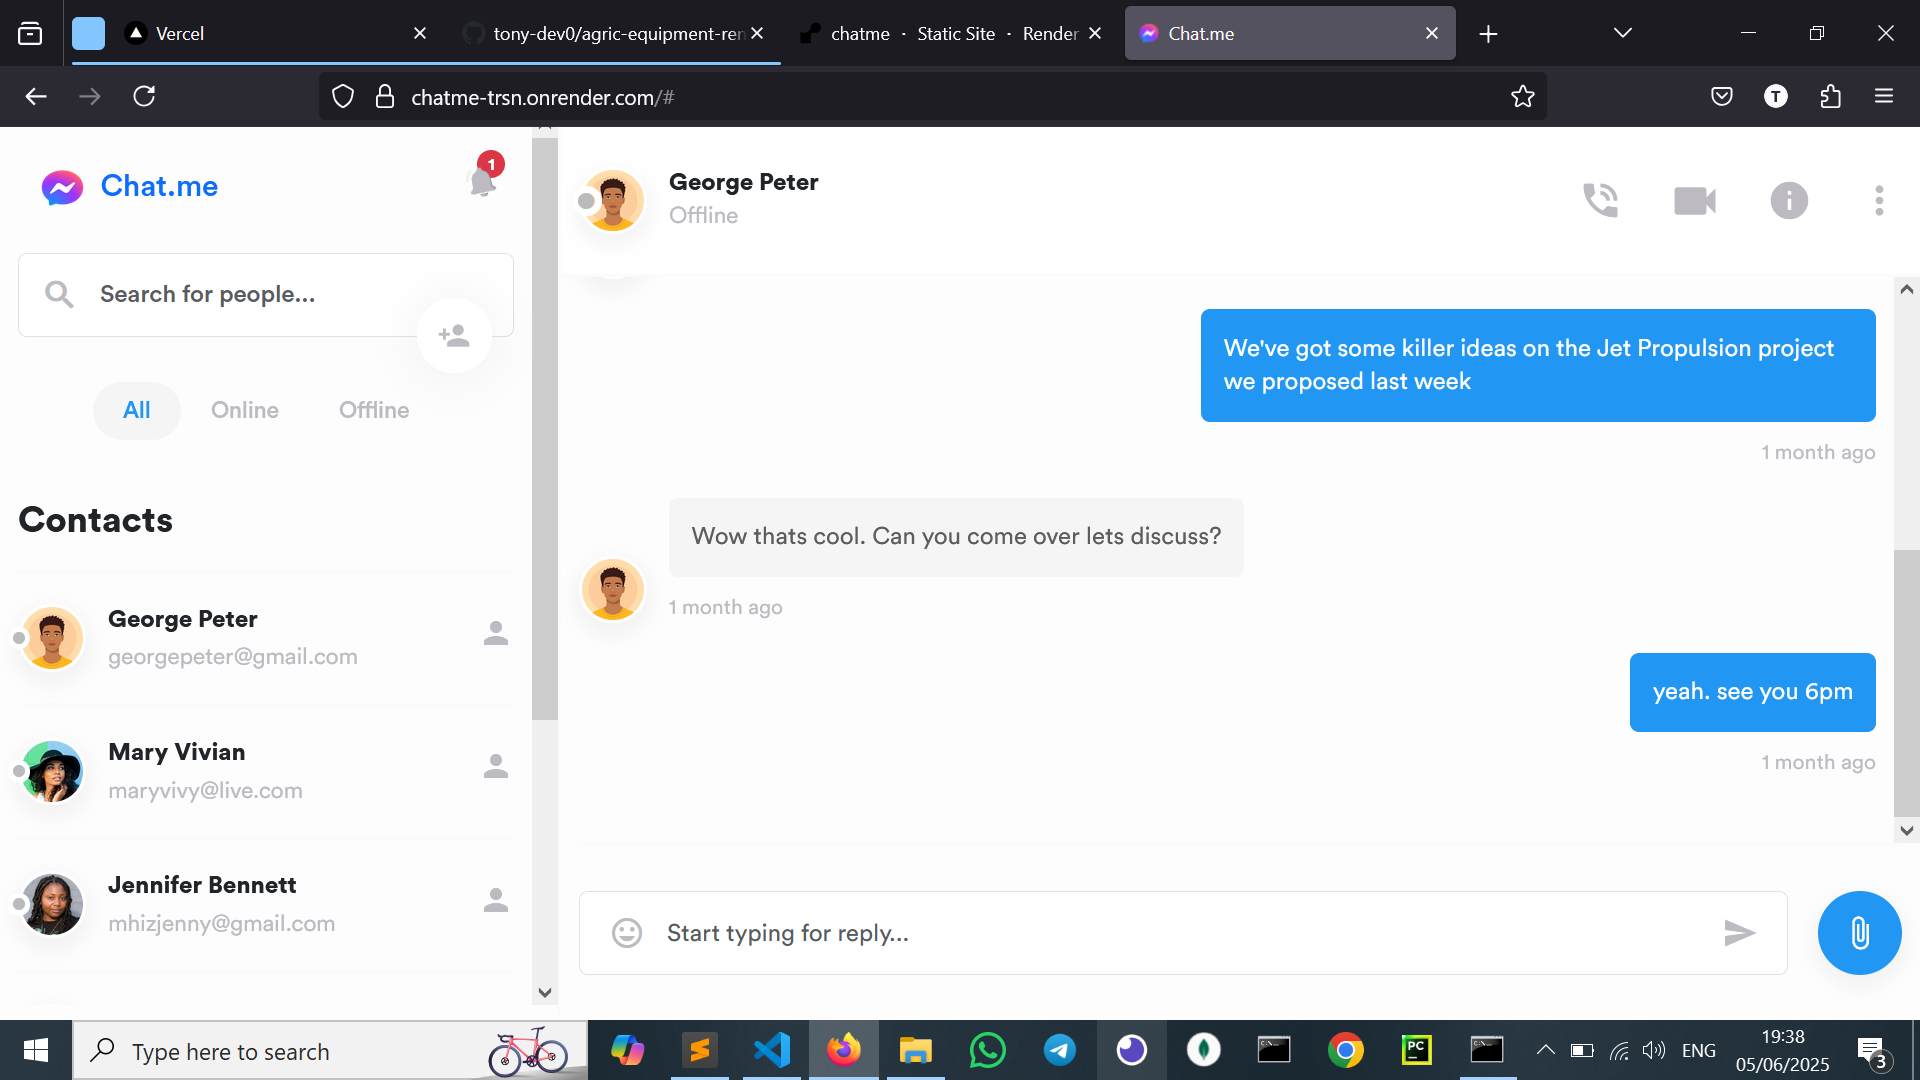 Vercel
tony-dev0/agric-equipment-ren
chatme · Static Site · Render
Chat.me
chatme-trsn.onrender.com/#
T
Chat.me
1
Search for people...
All
Online
Offline
Contacts
George Peter
georgepeter@gmail.com
Mary Vivian
maryvivy@live.com
Jennifer Bennett
mhizjenny@gmail.com
George Peter
Offline
We've got some killer ideas on the Jet Propulsion project
we proposed last week
1 month ago
Wow thats cool. Can you come over lets discuss?
1 month ago
yeah. see you 6pm
1 month ago
Start typing for reply...
Type here to search
PC
ENG
19:38
05/06/2025
3